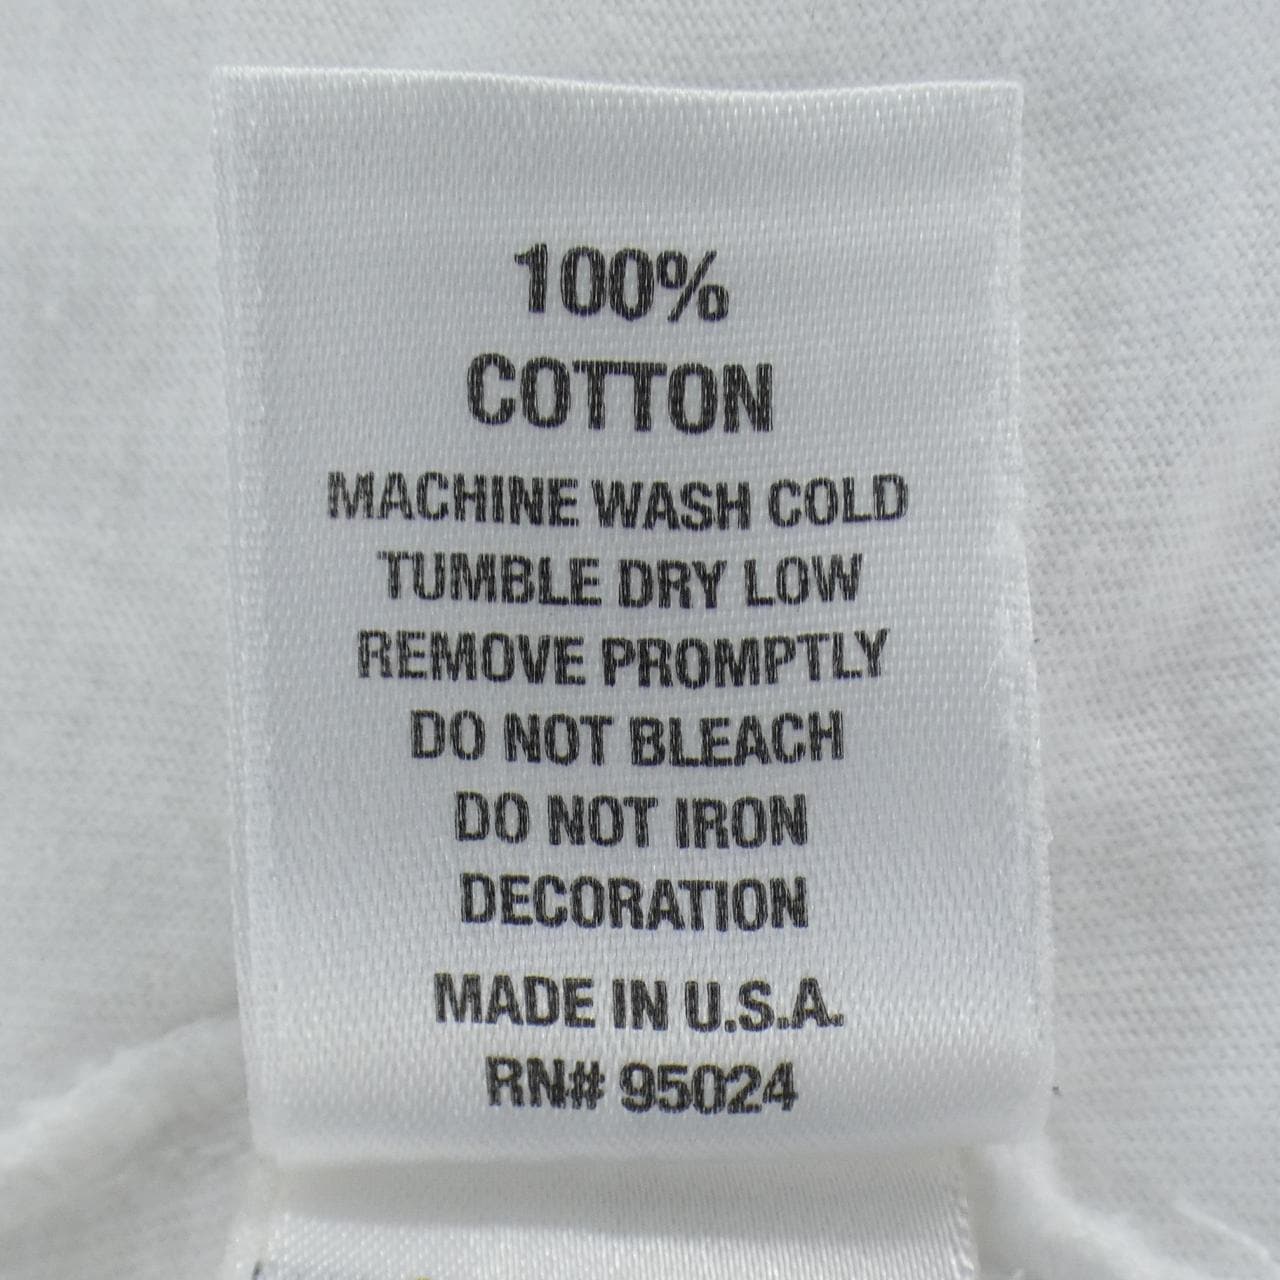 100%
COTTON
MACHINE WASH COLD
TUMBLE DRY LOW
REMOVE PROMPTLY
DO NOT BLEACH
DO NOT IRON
DECORATION
MADE IN U.S.A.
RN# 95024